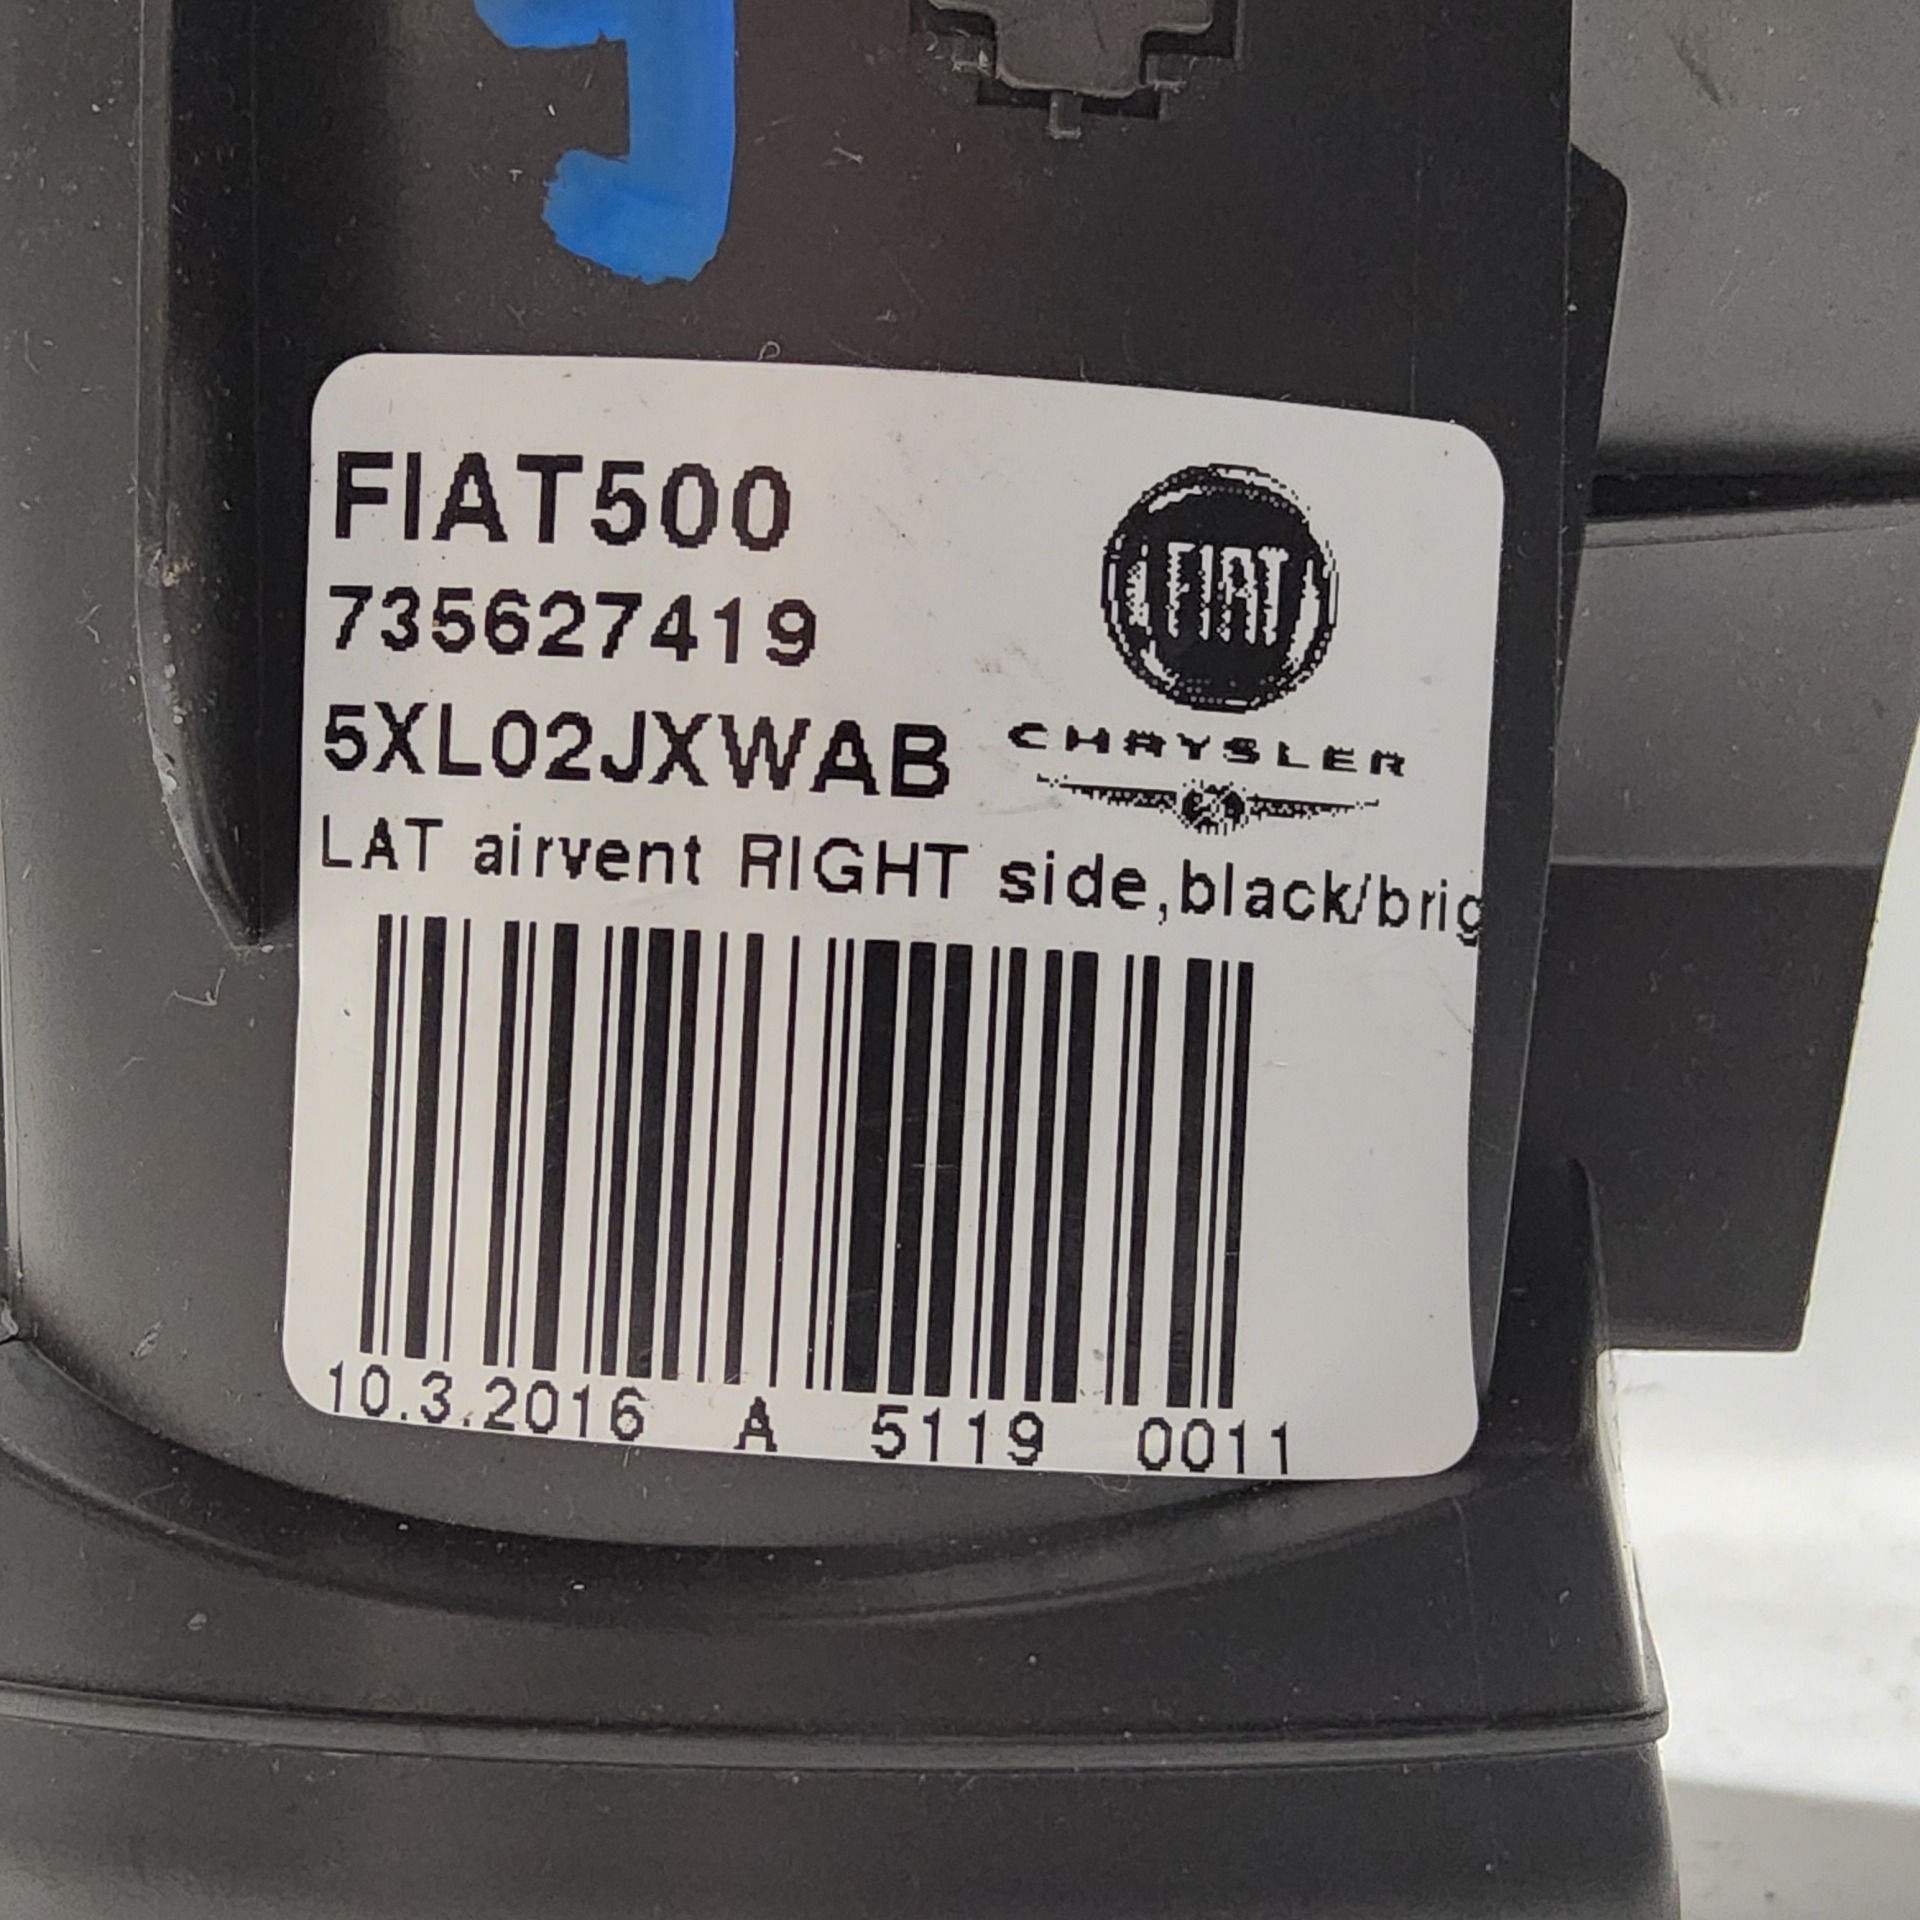 FIAT500
735627419
FIAT
5XL02JXWAB
CHRYSLER
LAT airvent RIGHT side,black/brig
10.3.2016 A 5119 0011